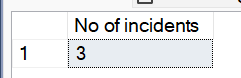 No of incidents
1 3